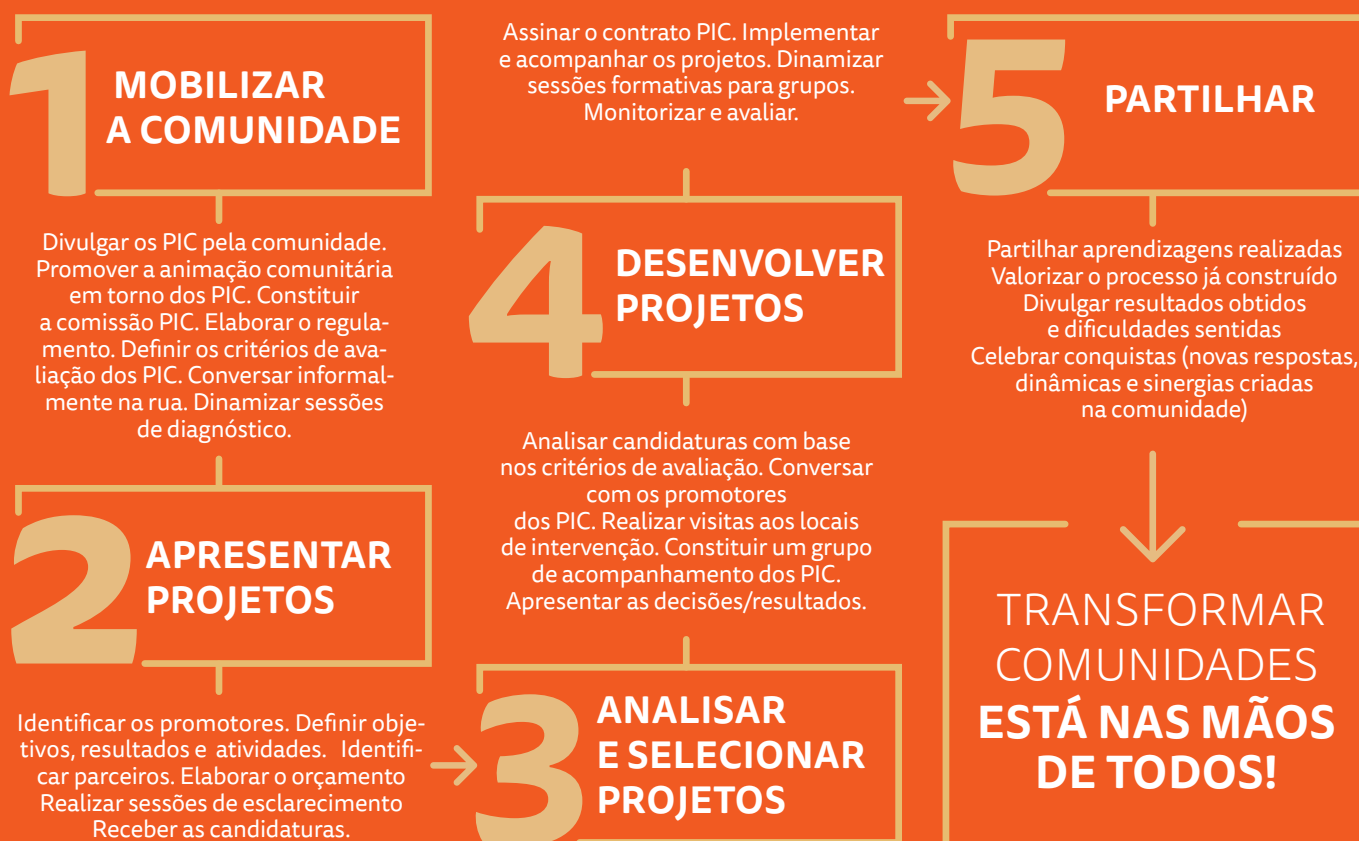 1
MOBILIZAR
A COMUNIDADE
Divulgar os PIC pela comunidade.
Promover a animação comunitária
em torno dos PIC. Constituir
a comissão PIC. Elaborar o regula-
mento. Definir os critérios de ava-
liação dos PIC. Conversar informal-
mente na rua. Dinamizar sessões
de diagnóstico.
2
APRESENTAR
PROJETOS
Identificar os promotores. Definir obje-
tivos, resultados e atividades. Identifi-
car parceiros. Elaborar o orçamento
Realizar sessões de esclarecimento
Receber as candidaturas.
3
ANALISAR
E SELECIONAR
PROJETOS
Analisar candidaturas com base
nos critérios de avaliação. Conversar
com os promotores
dos PIC. Realizar visitas aos locais
de intervenção. Constituir um grupo
de acompanhamento dos PIC.
Apresentar as decisões/resultados.
4
DESENVOLVER
PROJETOS
Assinar o contrato PIC. Implementar
e acompanhar os projetos. Dinamizar
sessões formativas para grupos.
Monitorizar e avaliar.
5
PARTILHAR
Partilhar aprendizagens realizadas
Valorizar o processo já construído
Divulgar resultados obtidos
e dificuldades sentidas
Celebrar conquistas (novas respostas,
dinâmicas e sinergias criadas
na comunidade)
TRANSFORMAR
COMUNIDADES
ESTÁ NAS MÃOS
DE TODOS!